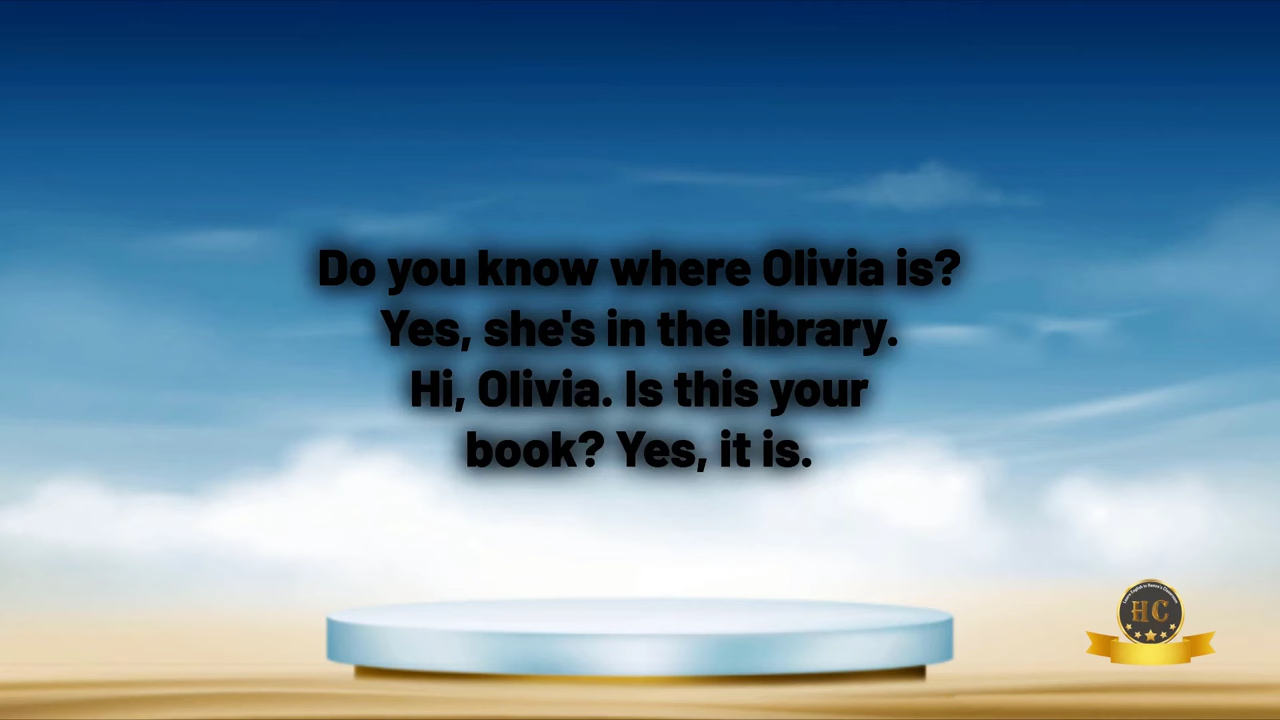 Do you know where Olivia is?
Yes, she's in the library.
Hi, Olivia. Is this your
book? Yes, it is.
HC